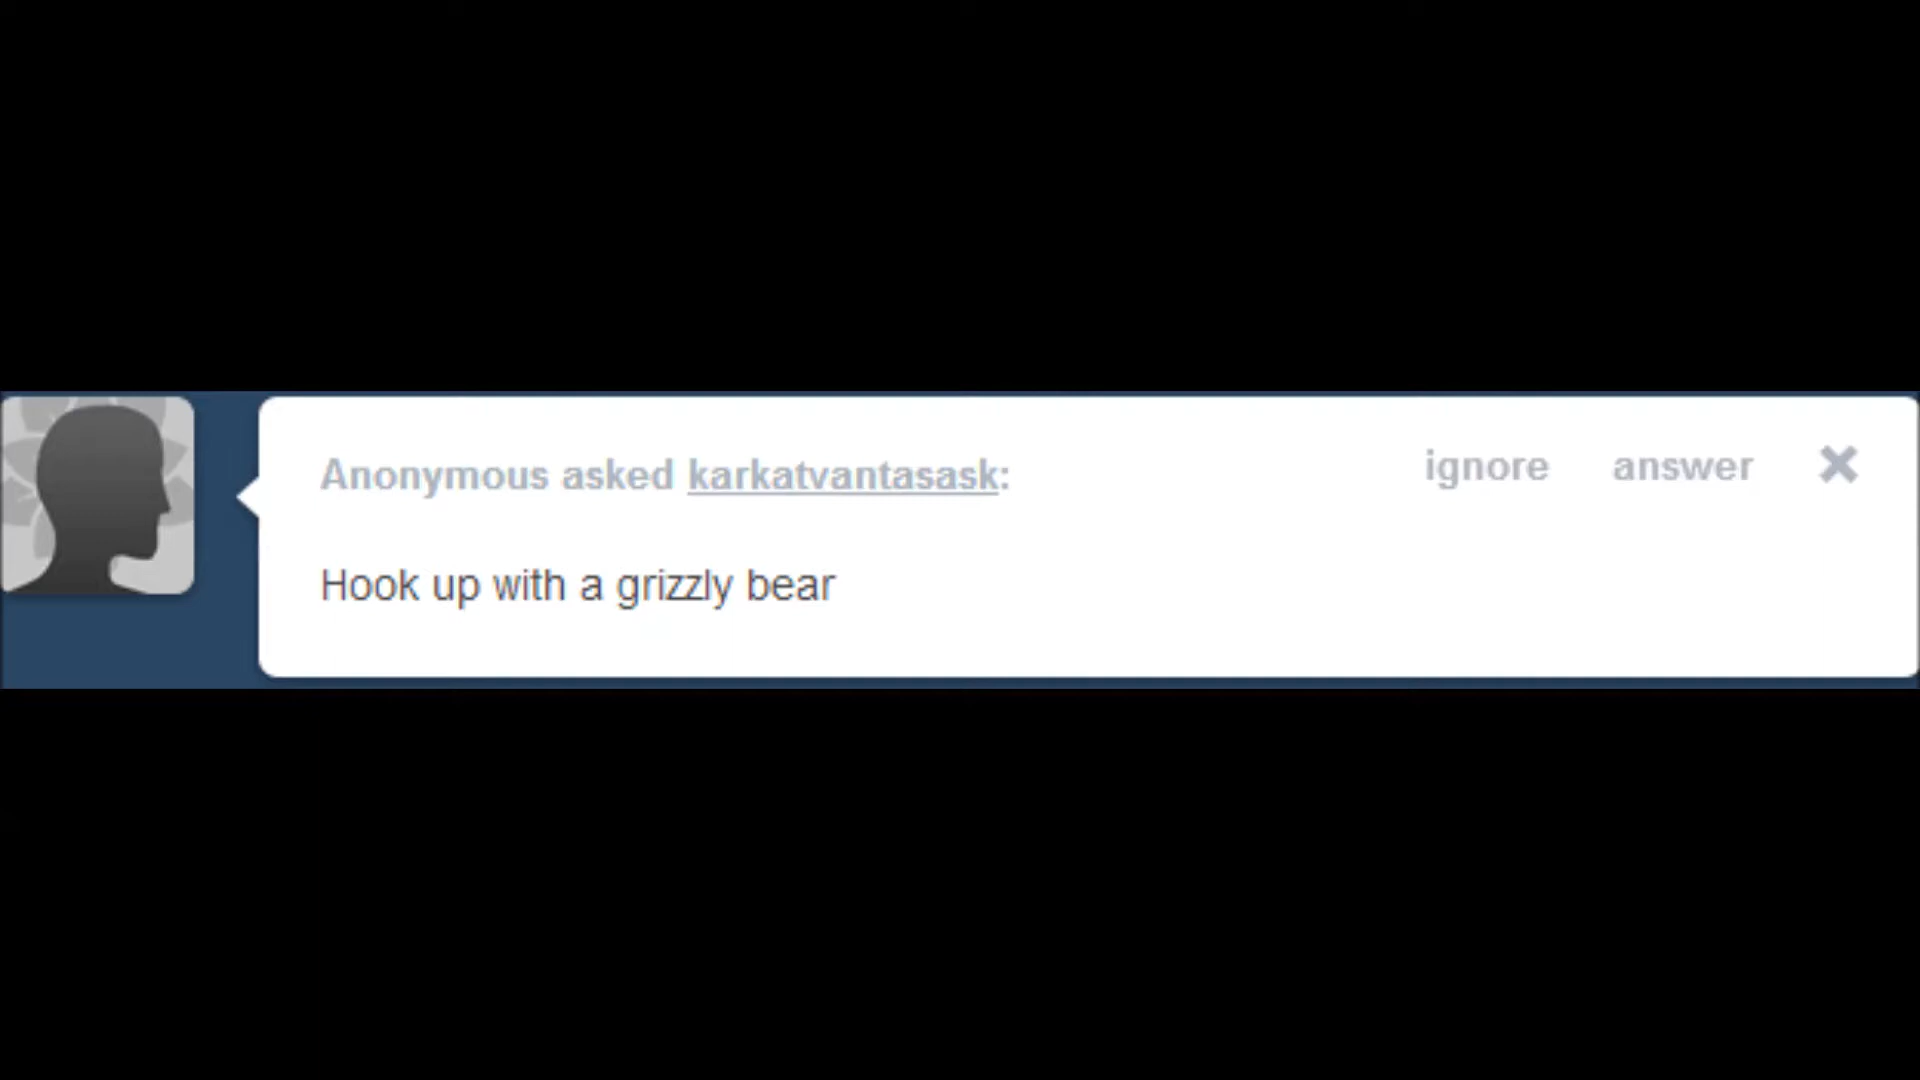 Anonymous asked karkatvantasask:
ignore answer
Hook up with a grizzly bear